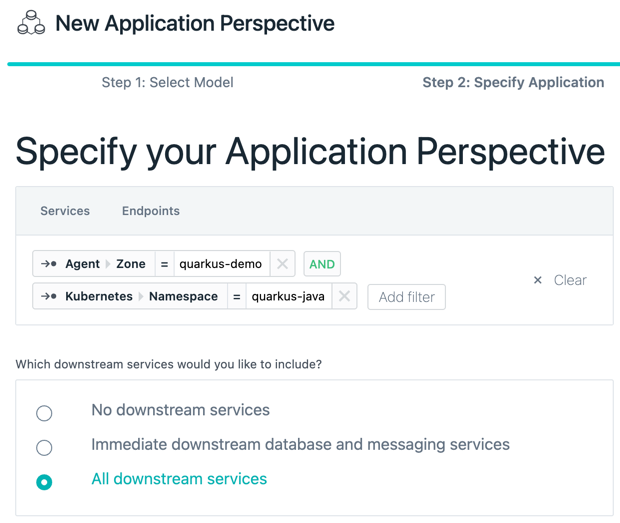 New Application Perspective
Step 1: Select Model Step 2: Specify Application
Specify your Application Perspective
Services Endpoints
Agent Zone = quarkus-demo AND
Kubernetes Namespace = quarkus-java Add filter
Clear
Which downstream services would you like to include?
No downstream services
Immediate downstream database and messaging services
All downstream services